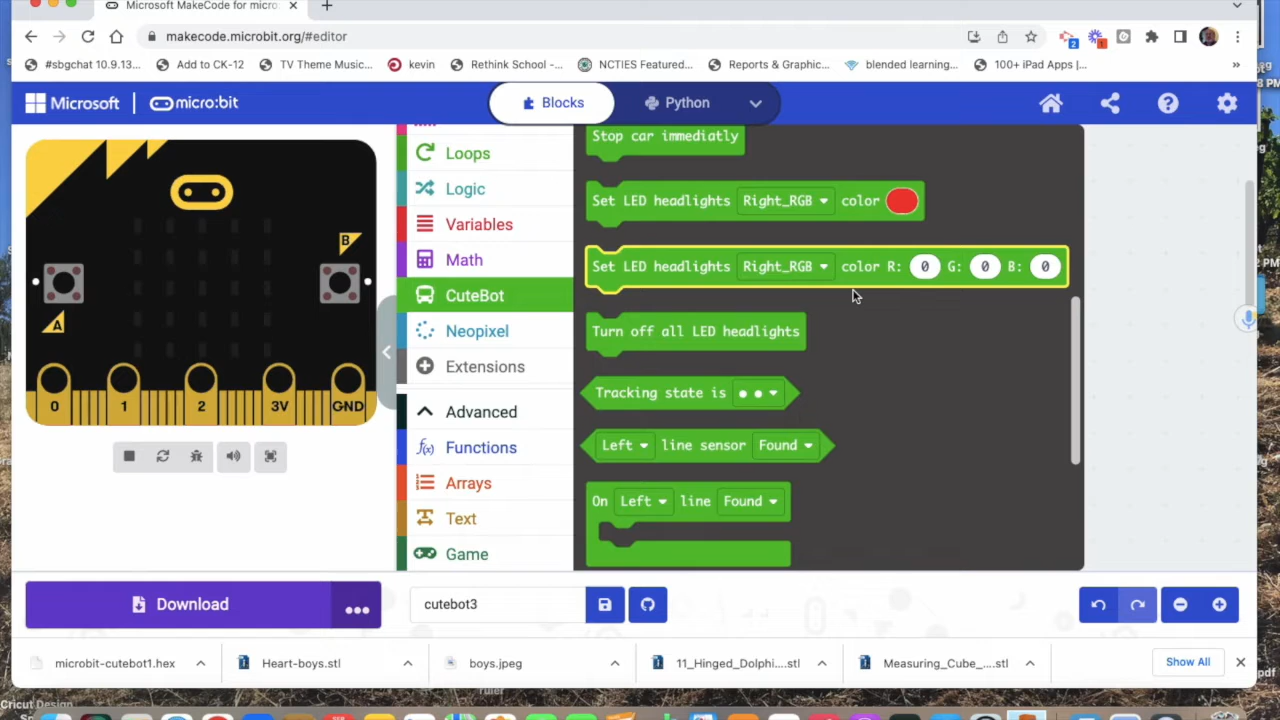 Microsoft MakeCode for micro:
makecode.microbit.org/#editor
2
1
#sbgchat 10.9.13...
Add to CK-12
TV Theme Music...
kevin
Rethink School -...
NCTIES Featured...
Reports & Graphic...
blended learning...
100+ iPad Apps |...
»
Microsoft
micro:bit
Blocks
Python
Stop car immediatly
Loops
Logic
Set LED headlights Right_RGB color
Variables
Math
Set LED headlights Right_RGB color R: 0 G: 0 B: 0
CuteBot
Neopixel
Turn off all LED headlights
Extensions
Tracking state is
Advanced
Functions
Left line sensor Found
Arrays
On Left line Found
Text
Game
A
B
0
1
2
3V
GND
Download
cutebot3
microbit-cutebot1.hex
Heart-boys.stl
boys.jpeg
11_Hinged_Dolphi....stl
Measuring_Cube_....stl
Show All
ruler
Cricut Design